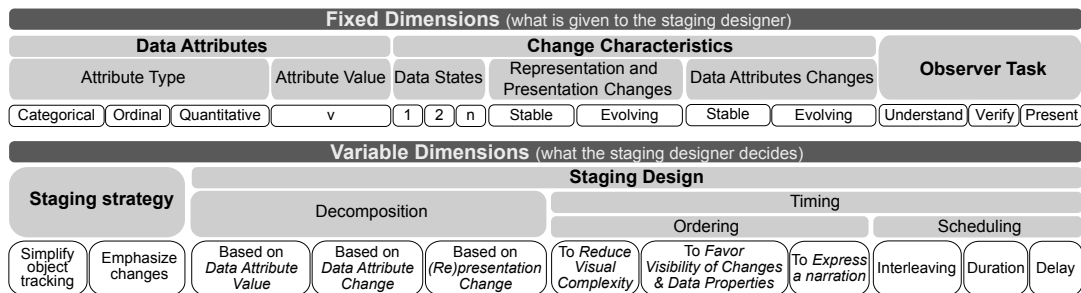 Fixed Dimensions (what is given to the staging designer)
Data Attributes Change Characteristics Observer Task
Attribute Type Attribute Value Data States Representation and Presentation Changes Data Attributes Changes
Categorical Ordinal Quantitative v 1 2 n Stable Evolving Stable Evolving Understand Verify Present
Variable Dimensions (what the staging designer decides)
Staging strategy Staging Design
Decomposition Timing
Ordering Scheduling
Simplify object tracking Emphasize changes Based on Data Attribute Value Based on Data Attribute Change Based on (Re)presentation Change To Reduce Visual Complexity To Favor Visibility of Changes & Data Properties To Express a narration Interleaving Duration Delay